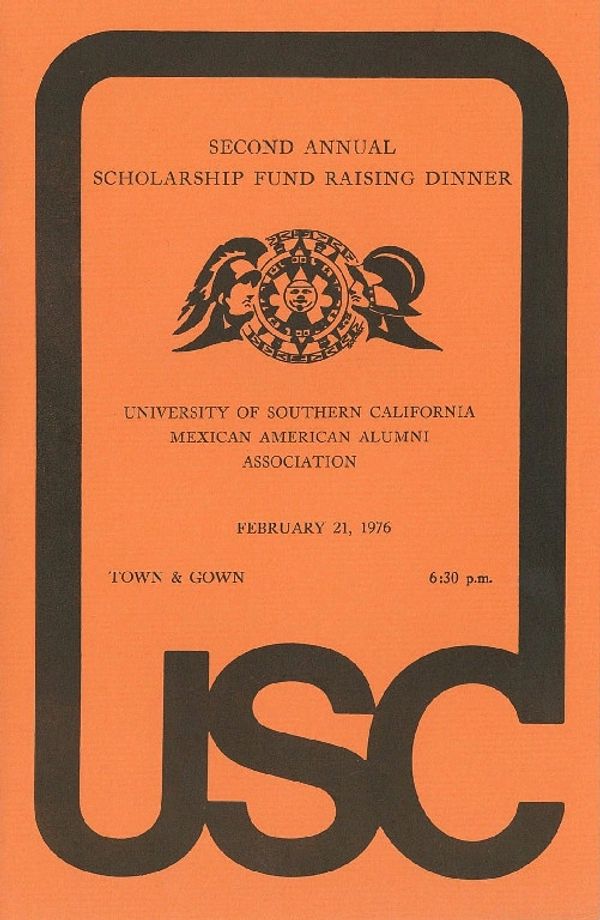 SECOND ANNUAL
SCHOLARSHIP FUND RAISING DINNER
UNIVERSITY OF SOUTHERN CALIFORNIA
MEXICAN AMERICAN ALUMNI
ASSOCIATION
FEBRUARY 21, 1976
TOWN & GOWN 6:30 p.m.
USC